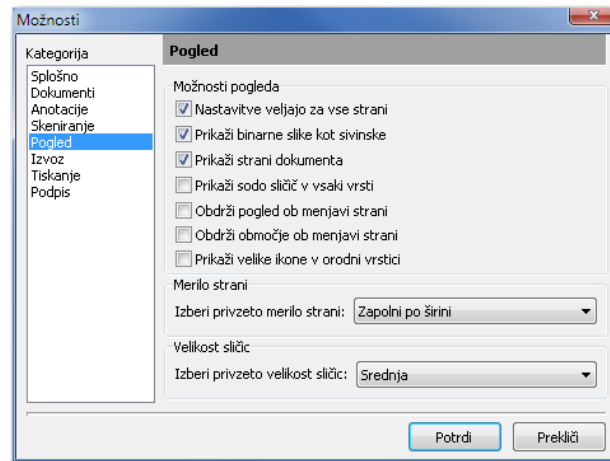 Možnosti
Kategorija
Splošno
Dokumenti
Anotacije
Skeniranje
Pogled
Izvoz
Tiskanje
Podpis
Pogled
Možnosti pogleda
Nastavitve veljajo za vse strani
Prikaži binarne slike kot sivinske
Prikaži strani dokumenta
Prikaži sodo sličič v vsaki vrsti
Obdrži pogled ob menjavi strani
Obdrži območje ob menjavi strani
Prikaži velike ikone v orodni vrstici
Merilo strani
Izberi privzeto merilo strani: Zapolni po širini
Velikost sličic
Izberi privzeto velikost sličic: Srednja
Potrdi Prekliči